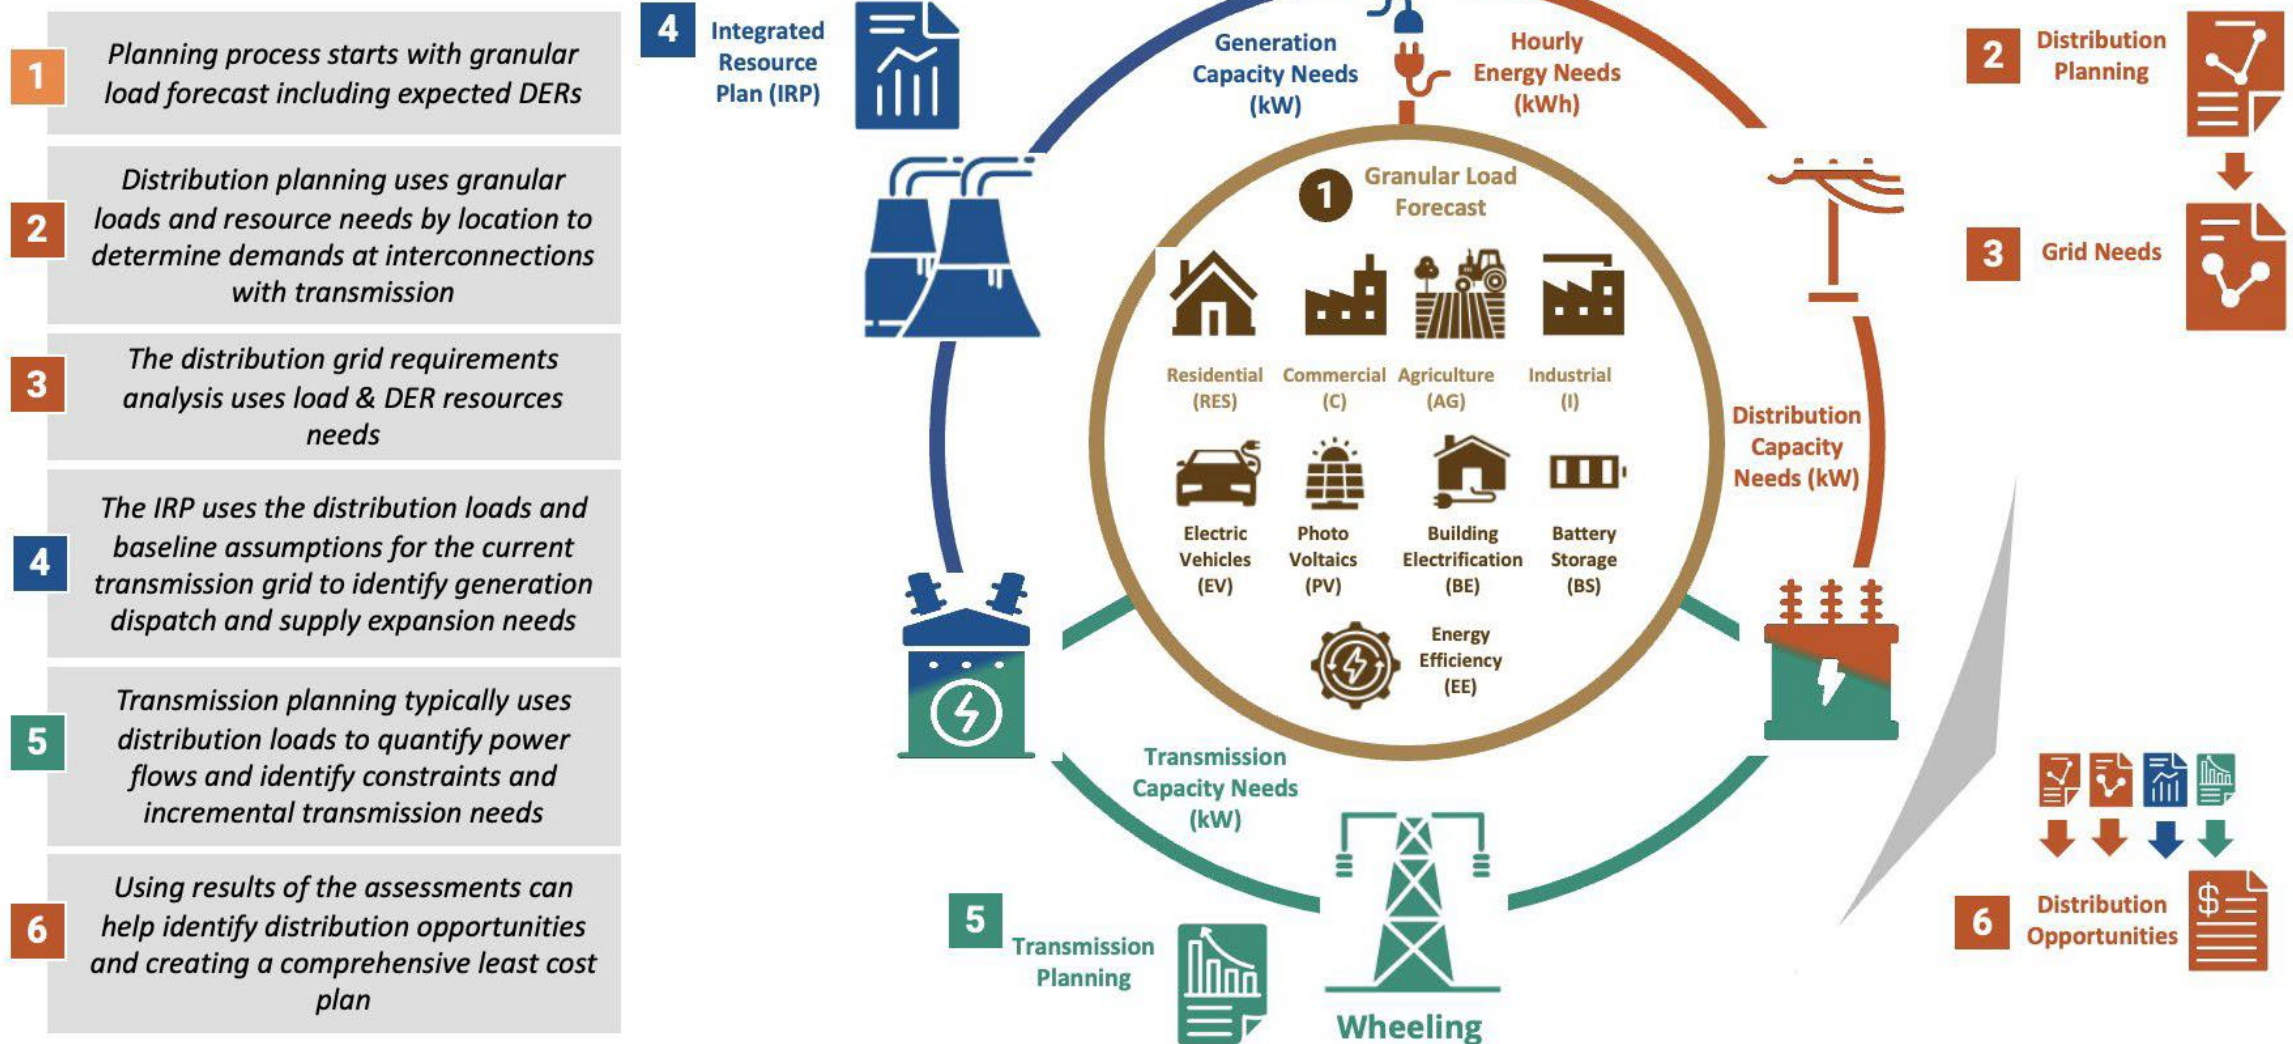 1
Planning process starts with granular
load forecast including expected DERs
2
Distribution planning uses granular
loads and resource needs by location to
determine demands at interconnections
with transmission
3
The distribution grid requirements
analysis uses load & DER resources
needs
4
The IRP uses the distribution loads and
baseline assumptions for the current
transmission grid to identify generation
dispatch and supply expansion needs
5
Transmission planning typically uses
distribution loads to quantify power
flows and identify constraints and
incremental transmission needs
6
Using results of the assessments can
help identify distribution opportunities
and creating a comprehensive least cost
plan
4
Integrated
Resource
Plan (IRP)
Generation
Capacity Needs
(kW)
Hourly
Energy Needs
(kWh)
1
Granular Load
Forecast
Residential
(RES)
Commercial
(C)
Agriculture
(AG)
Industrial
(I)
Electric
Vehicles
(EV)
Photo
Voltaics
(PV)
Building
Electrification
(BE)
Battery
Storage
(BS)
Energy
Efficiency
(EE)
Distribution
Capacity
Needs (kW)
Transmission
Capacity Needs
(kW)
5
Transmission
Planning
Wheeling
2
Distribution
Planning
3
Grid Needs
6
Distribution
Opportunities
$